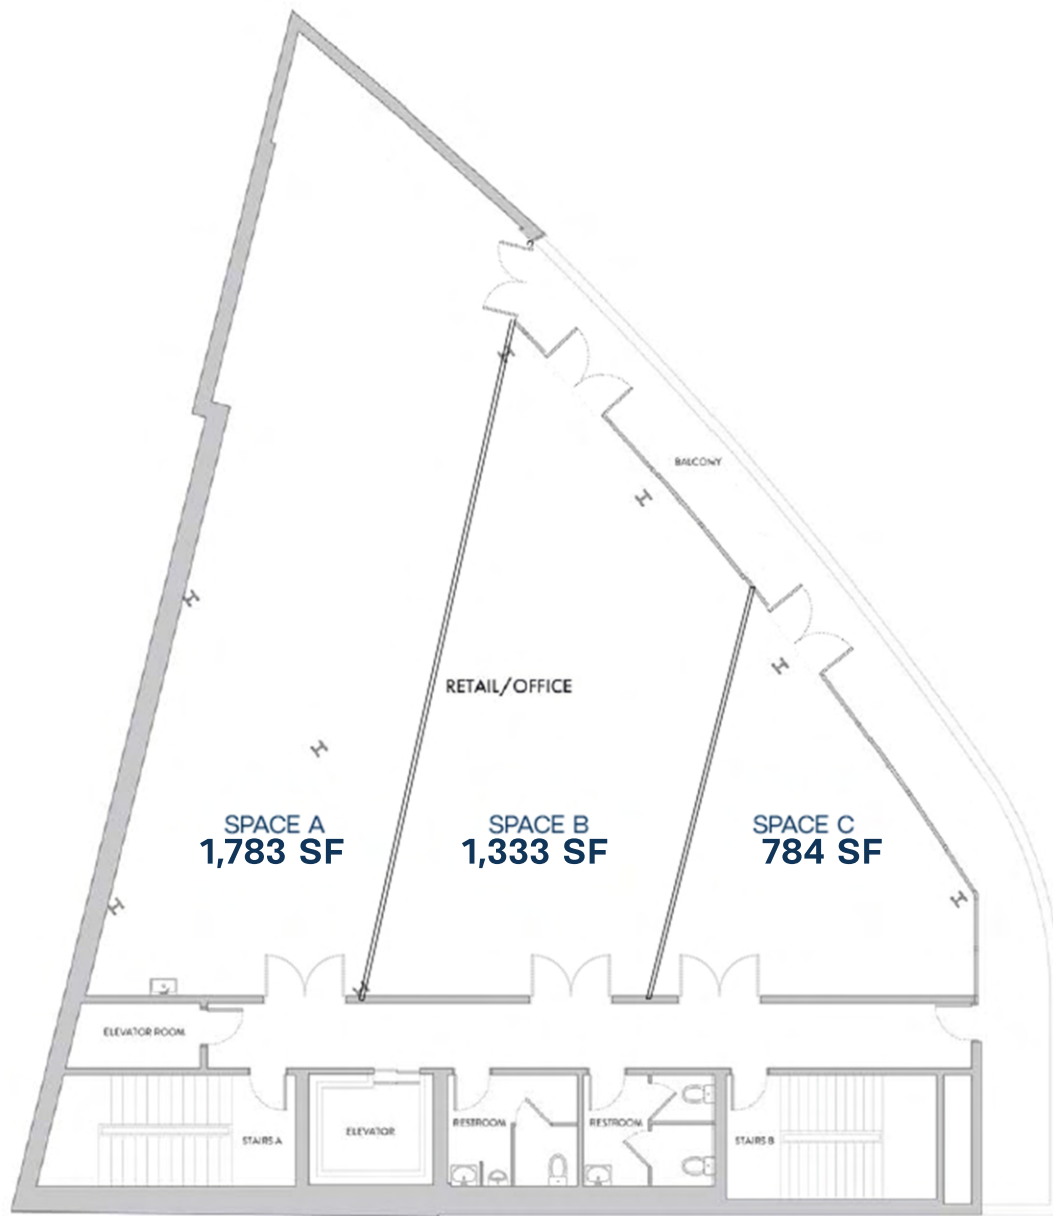 BALCONY
RETAIL/OFFICE
SPACE A
1,783 SF
SPACE B
1,333 SF
SPACE C
784 SF
ELEVATOR ROOM
STAIRS A
ELEVATOR
RESTROOM
RESTROOM
STAIRS B